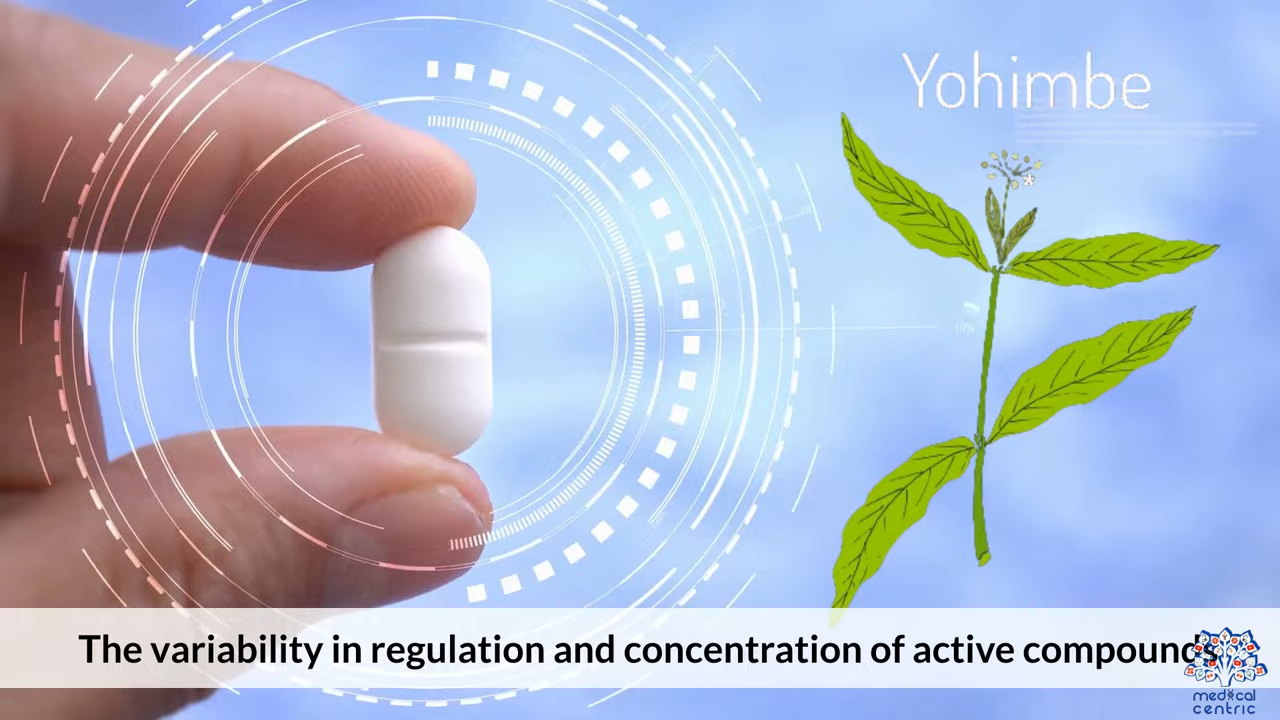 Yohimbe
The variability in regulation and concentration of active compounds
medical
centric